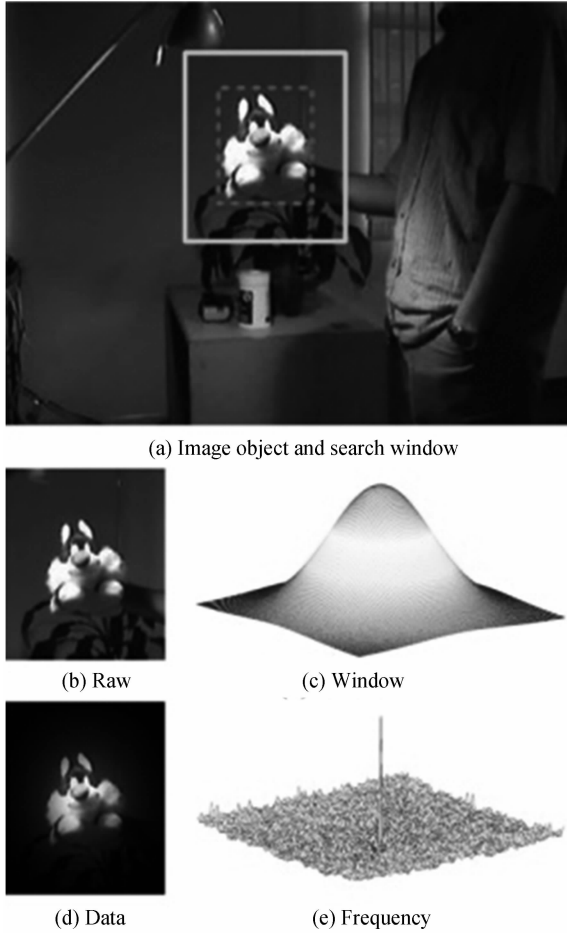 (a) Image object and search window
(b) Raw
(c) Window
(d) Data
(e) Frequency